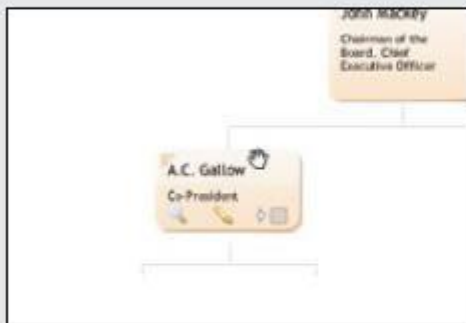 John Mackey
Chairman of the
Board, Chief
Executive Officer
A.C. Gallow
Co-President